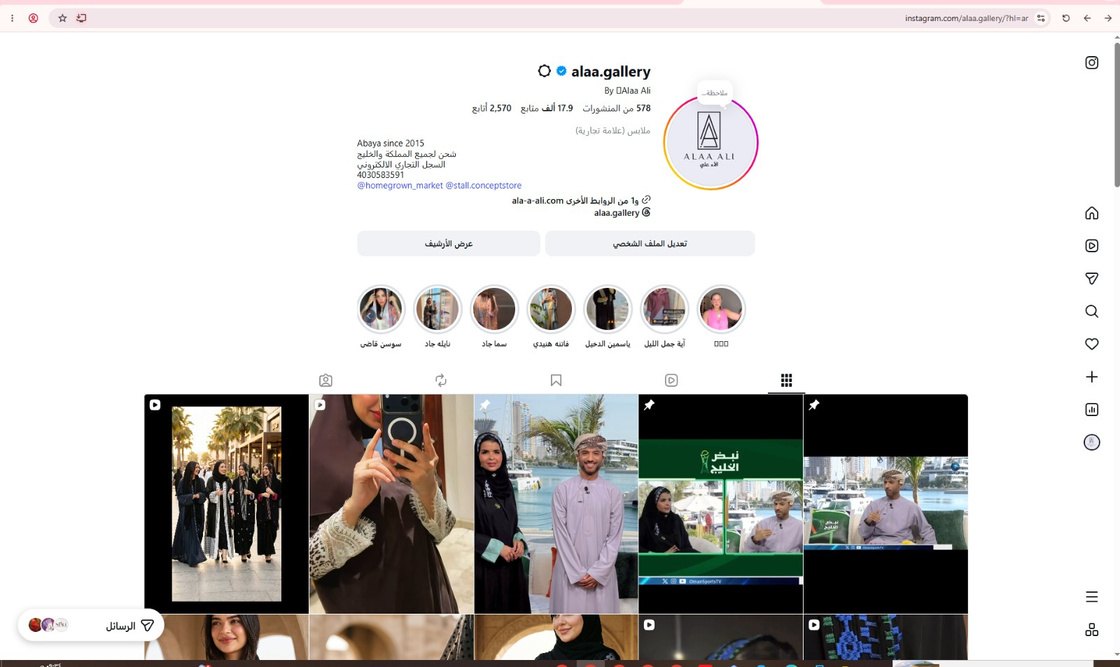 instagram.com/alaa.gallery/?hl=ar
alaa.gallery
By ▯Alaa Ali
578 من المنشورات 17.9 ألف متابع 2,570 أتابع
ملابس (علامة تجارية)
Abaya since 2015
شحن لجميع المملكة والخليج
السجل التجاري الالكتروني
4030583591
@homegrown_market @stall.conceptstore
ala-a-ali.com و1 من الروابط الأخرى
alaa.gallery
ملاحظة...
ALAA ALI
الاء علي
تعديل الملف الشخصي
عرض الأرشيف
▯▯▯
آية جمل الليل
ياسمين الدخيل
فاتنه هنيدي
سما جاد
نايله جاد
سوسن قاضي
نبض الخليج
OmanSportsTV
الرسائل